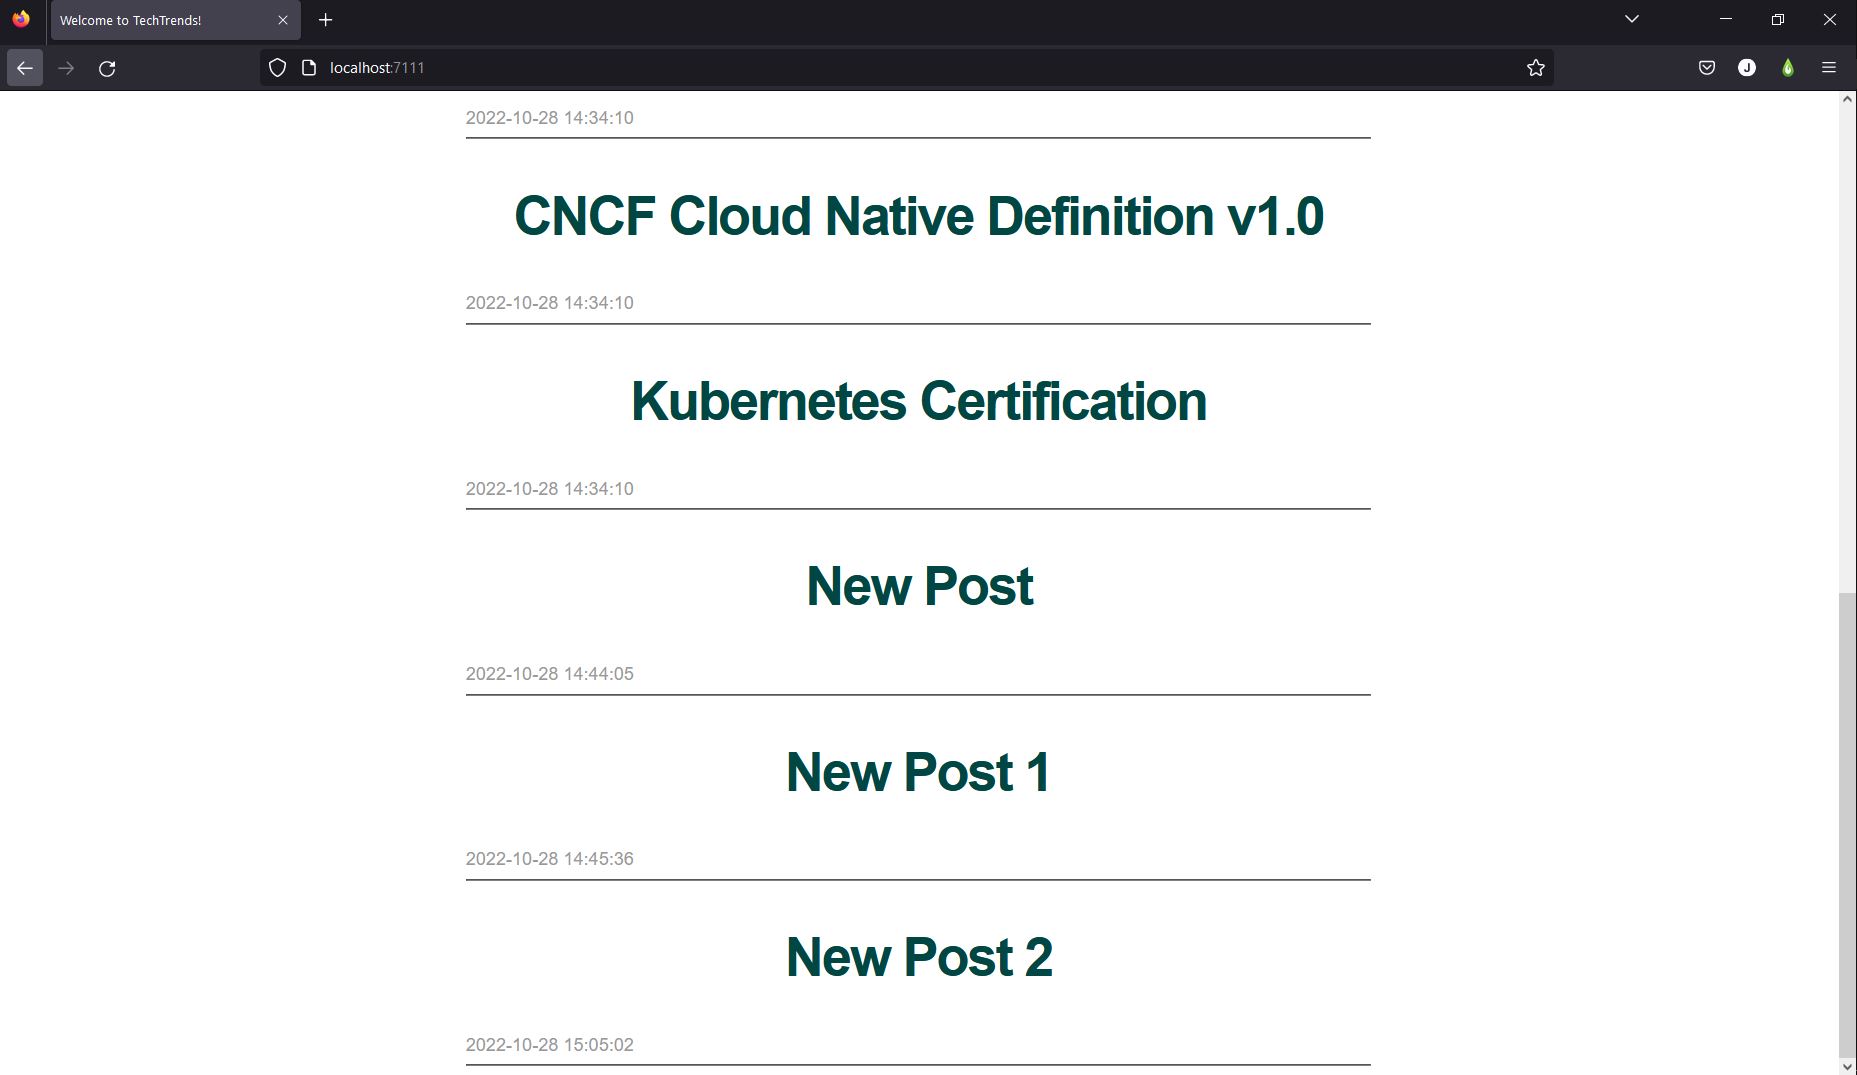 Welcome to TechTrends!
localhost:7111
J
2022-10-28 14:34:10
CNCF Cloud Native Definition v1.0
2022-10-28 14:34:10
Kubernetes Certification
2022-10-28 14:34:10
New Post
2022-10-28 14:44:05
New Post 1
2022-10-28 14:45:36
New Post 2
2022-10-28 15:05:02